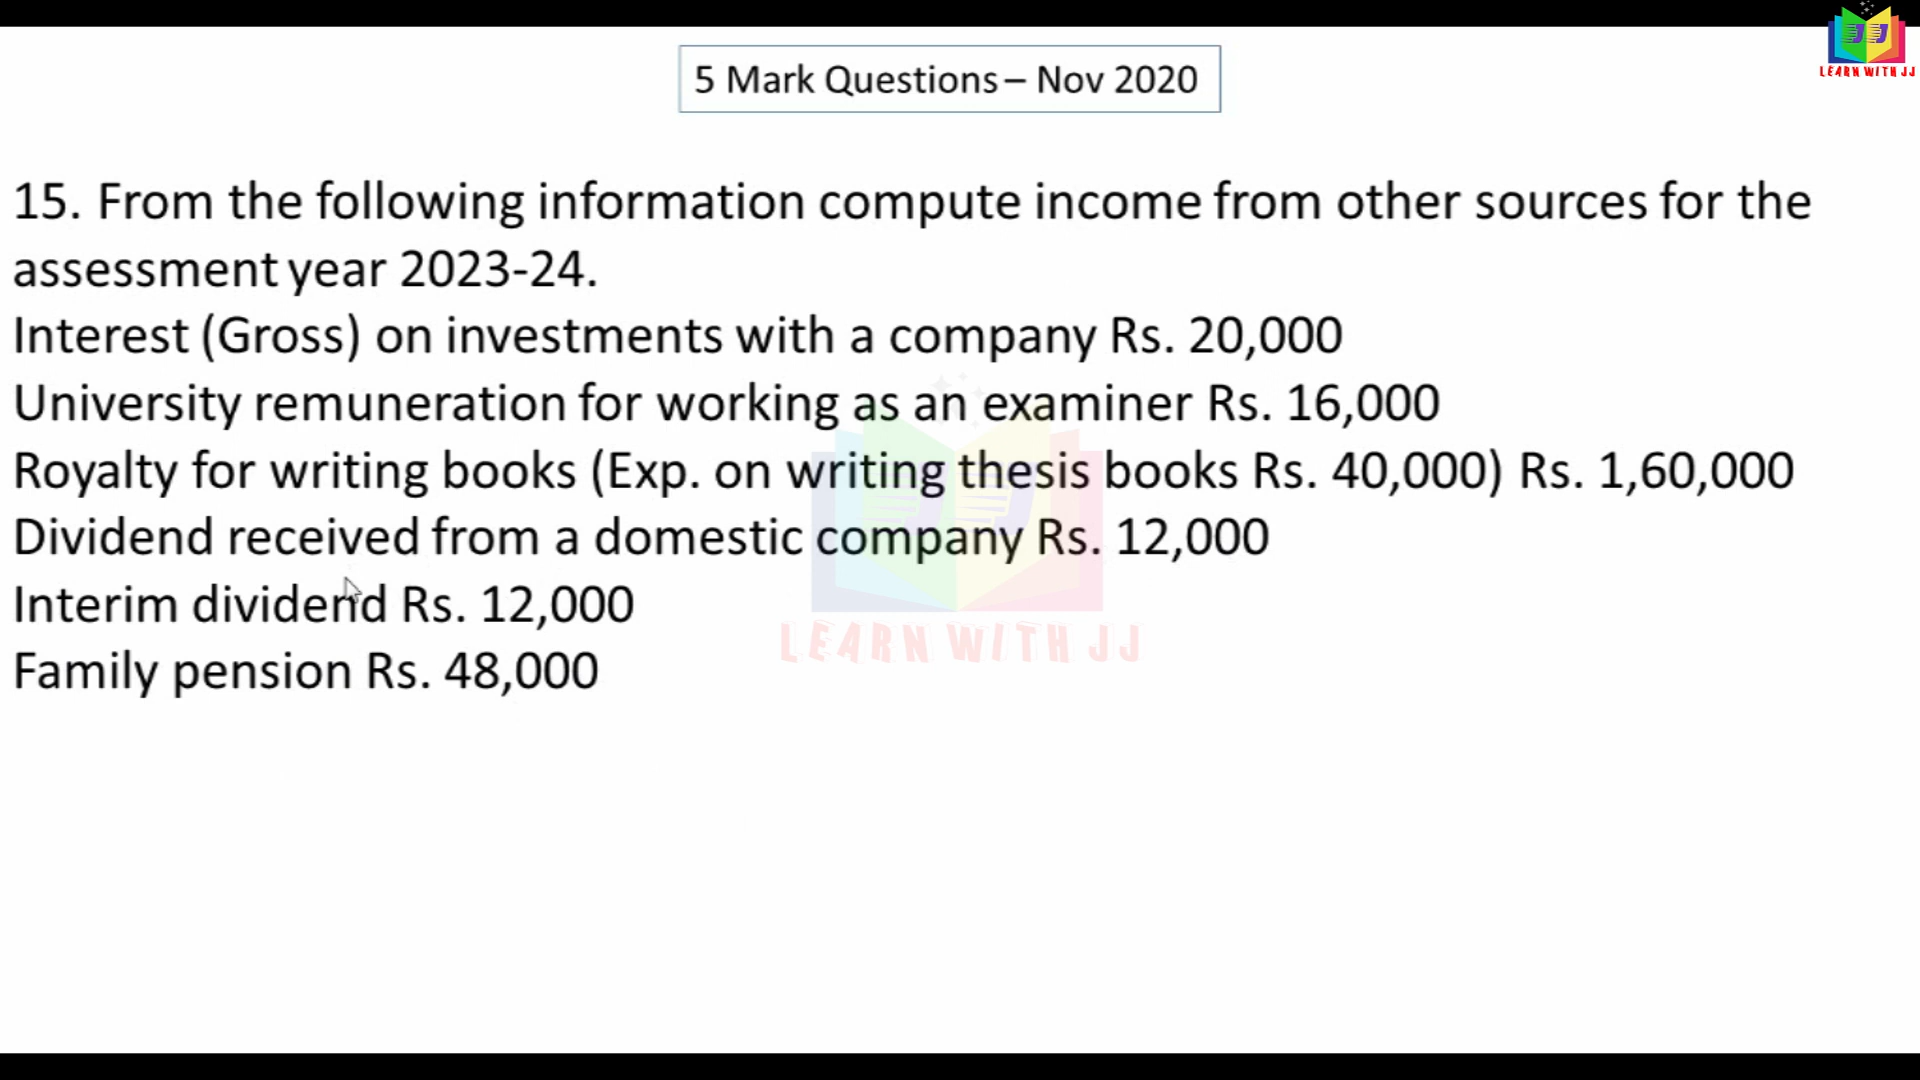 LEARN WITH JJ
5 Mark Questions – Nov 2020
15. From the following information compute income from other sources for the
assessment year 2023-24.
Interest (Gross) on investments with a company Rs. 20,000
University remuneration for working as an examiner Rs. 16,000
Royalty for writing books (Exp. on writing thesis books Rs. 40,000) Rs. 1,60,000
Dividend received from a domestic company Rs. 12,000
Interim dividend Rs. 12,000
LEARN WITH JJ
Family pension Rs. 48,000